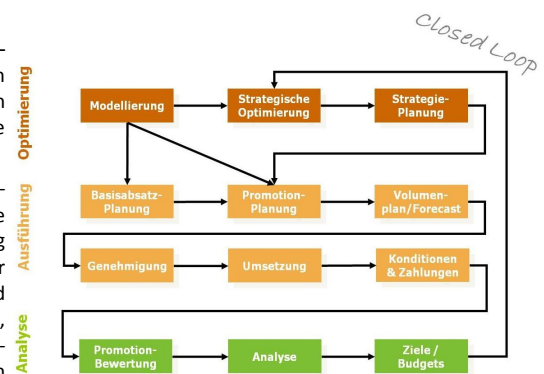 Closed Loop
Optimierung
Modellierung
Strategische
Optimierung
Strategie-
Planung
Ausführung
Basisabsatz-
Planung
Promotion-
Planung
Volumen-
plan/Forecast
Genehmigung
Umsetzung
Konditionen
& Zahlungen
Analyse
Promotion-
Bewertung
Analyse
Ziele /
Budgets